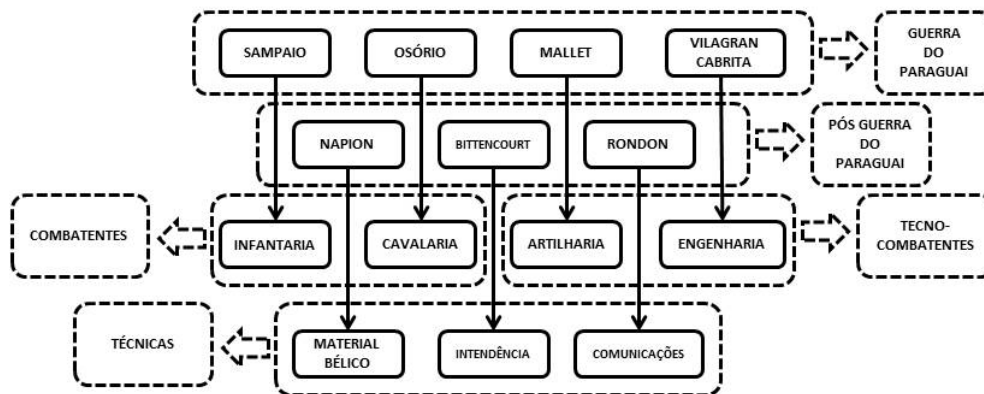 SAMPAIO
OSÓRIO
MALLET
VILAGRAN
CABRITA
GUERRA
DO
PARAGUAI
NAPION
BITTENCOURT
RONDON
PÓS GUERRA
DO
PARAGUAI
COMBATENTES
INFANTARIA
CAVALARIA
ARTILHARIA
ENGENHARIA
TECNO-
COMBATENTES
TÉCNICAS
MATERIAL
BÉLICO
INTENDÊNCIA
COMUNICAÇÕES